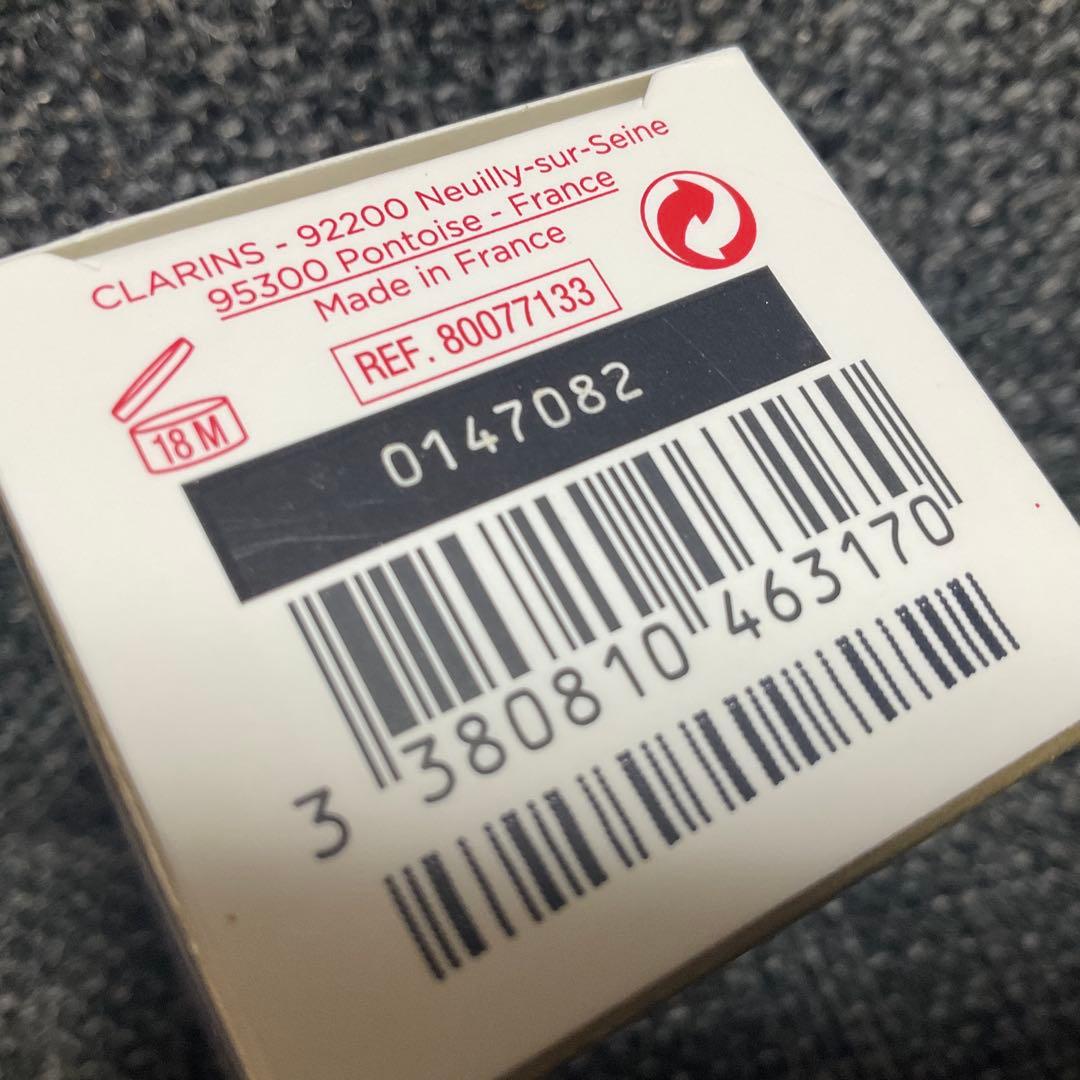 CLARINS - 92200 Neuilly-sur-Seine
95300 Pontoise - France
Made in France
REF. 80077133
18 M
0147082
3 380810 463170